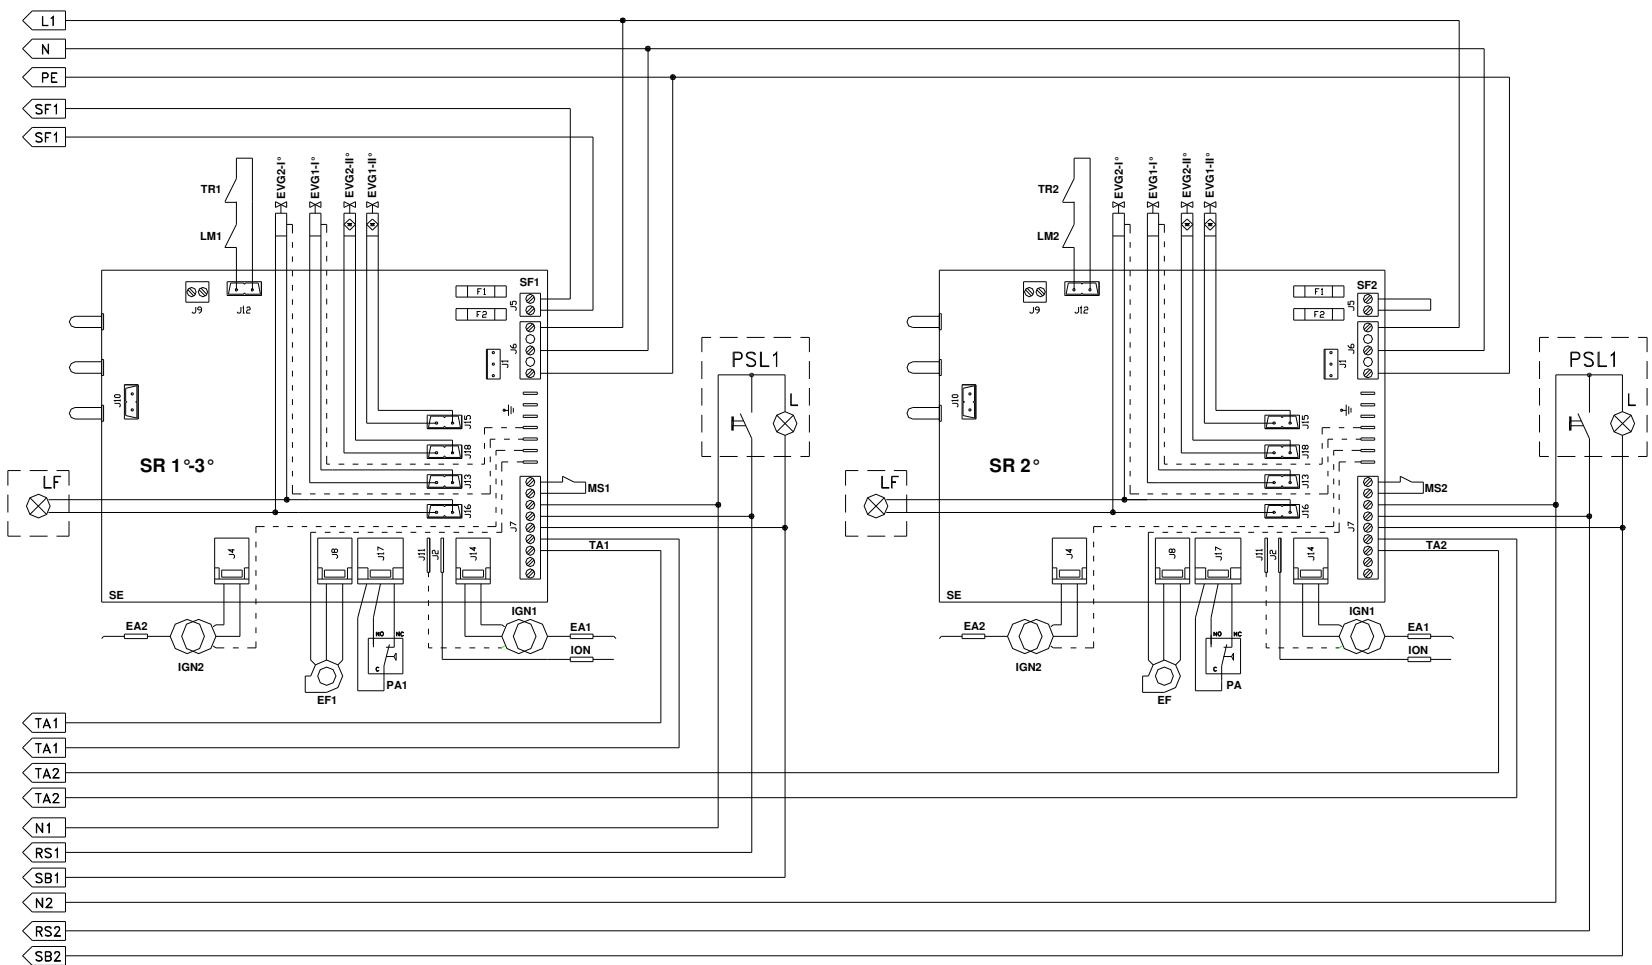 L1
N
PE
SF1
SF1
TR1
LM1
EVG2-I°
EVG1-I°
EVG2-II°
EVG1-II°
TR2
LM2
EVG2-I°
EVG1-I°
EVG2-II°
EVG1-II°
SF1
F1
F2
J5
J9
J12
J6
J1
J10
J15
J18
J13
J16
SR 1°-3°
LF
MS1
J7
TA1
J4
J8
J17
J11
J2
J14
SE
PSL1
L
EA2
IGN2
EF1
NO
NC
C
PA1
IGN1
EA1
ION
SF2
F1
F2
J5
J9
J12
J6
J1
J10
J15
J18
J13
J16
SR 2°
LF
MS2
J7
TA2
J4
J8
J17
J11
J2
J14
SE
PSL1
L
EA2
IGN2
EF
NO
NC
C
PA
IGN1
EA1
ION
TA1
TA1
TA2
TA2
N1
RS1
SB1
N2
RS2
SB2